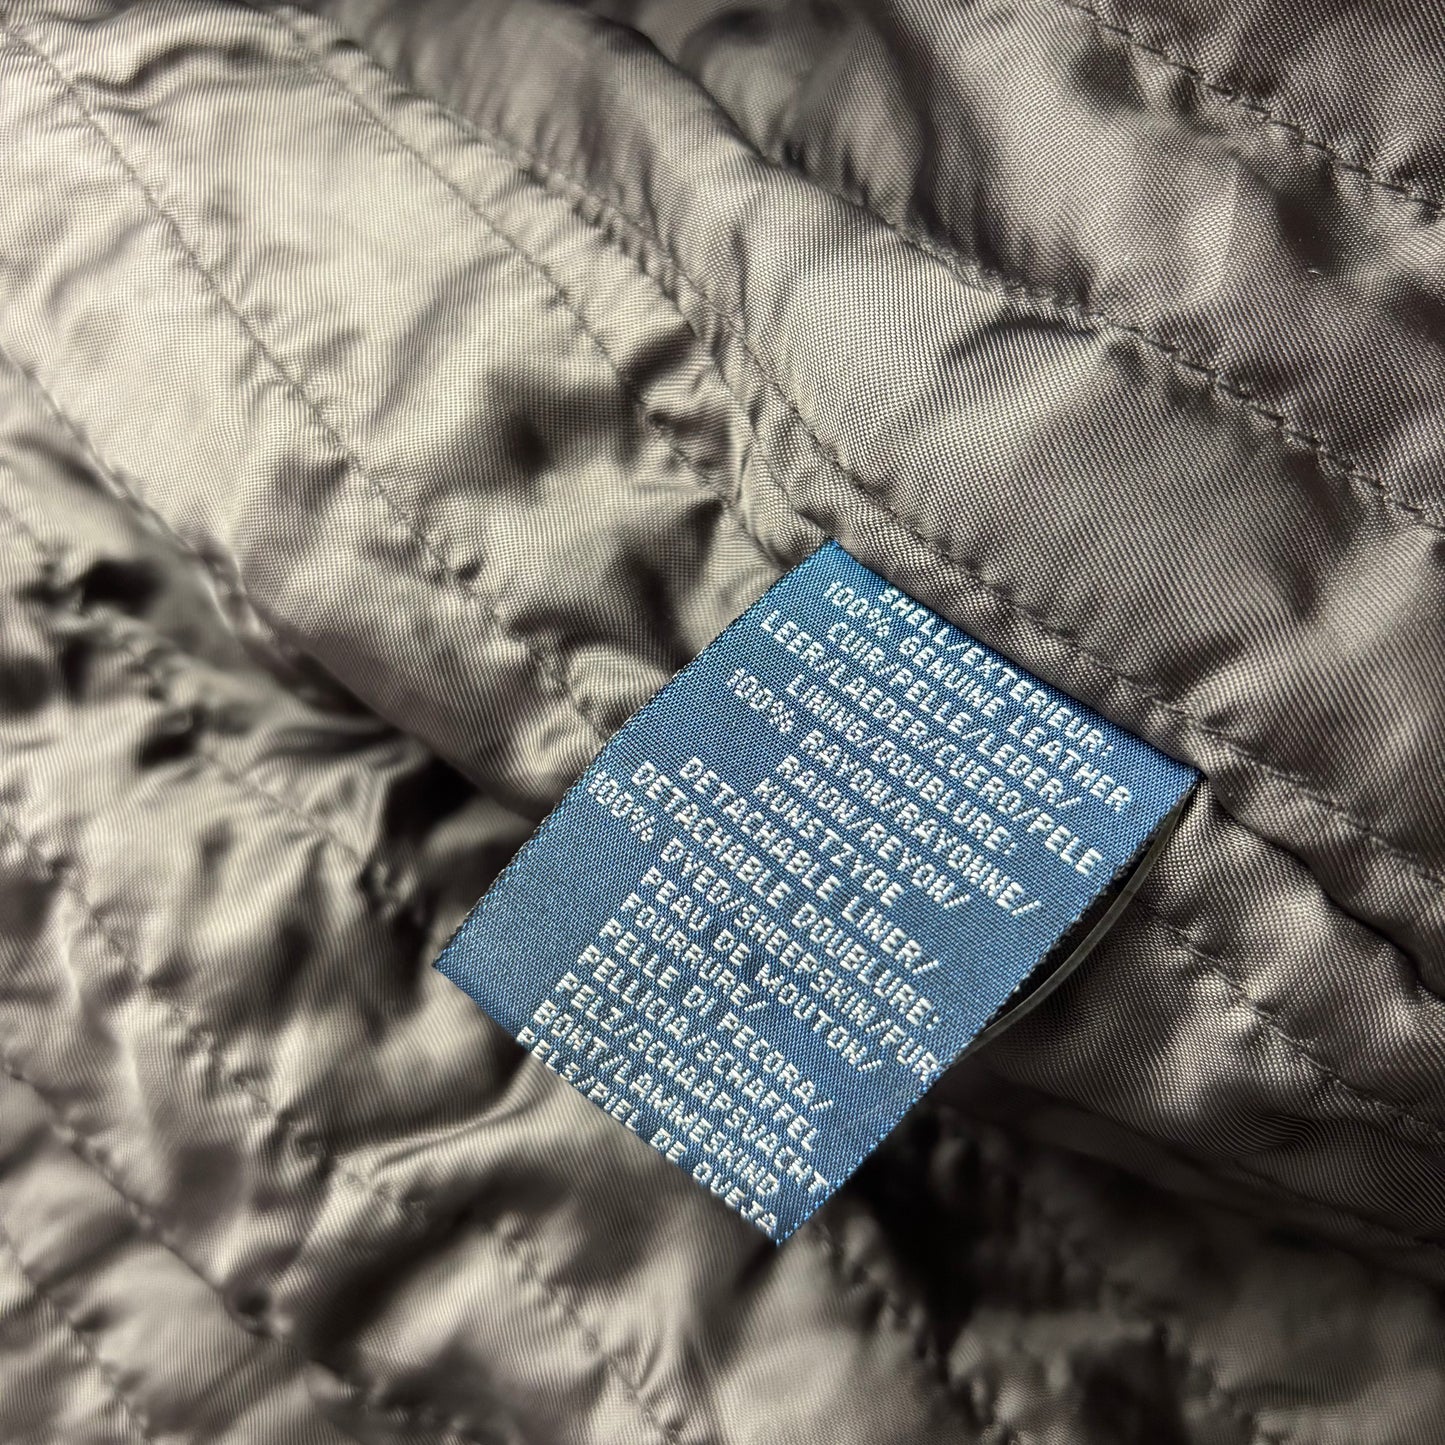 SHELL/EXTERIEUR:
100% GENUINE LEATHER
CUIR/PELLE/LEDER/
LEER/LAEDER/CUERO/PELE
LINING/DOUBLURE:
100% RAYON/RAYONNE/
RAION/REYON/
KUNSTZYDE
DETACHABLE LINER/
DETACHABLE DOUBLURE:
100% DYED/SHEEPSKIN/FUR
PEAU DE MOUTON/
FOURRURE/
PELLE DI PECORA/
PELLICIA/SCHAFFEL
PELZ/SCHAAPSVACHT
BONT/LAMMESKIND
PELZ/PIEL DE OVEJA